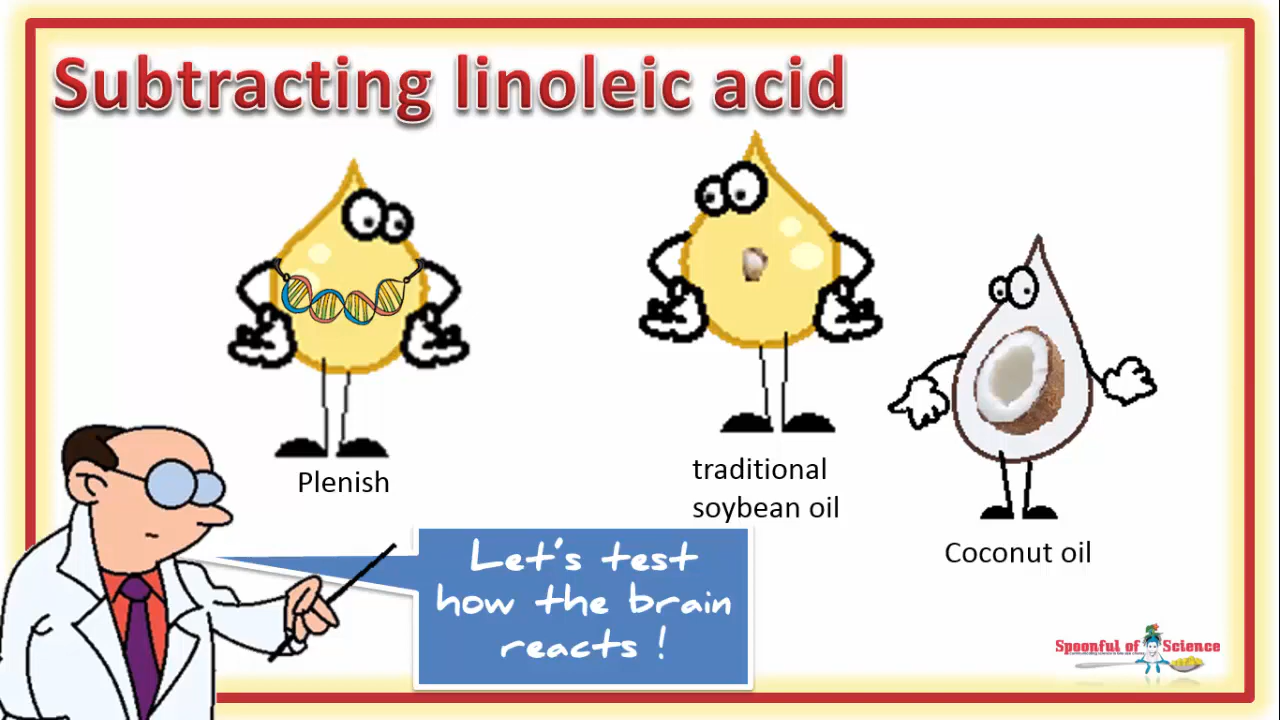 Subtracting linoleic acid
Plenish
traditional
soybean oil
Coconut oil
Let's test
how the brain
reacts !
Spoonful of Science